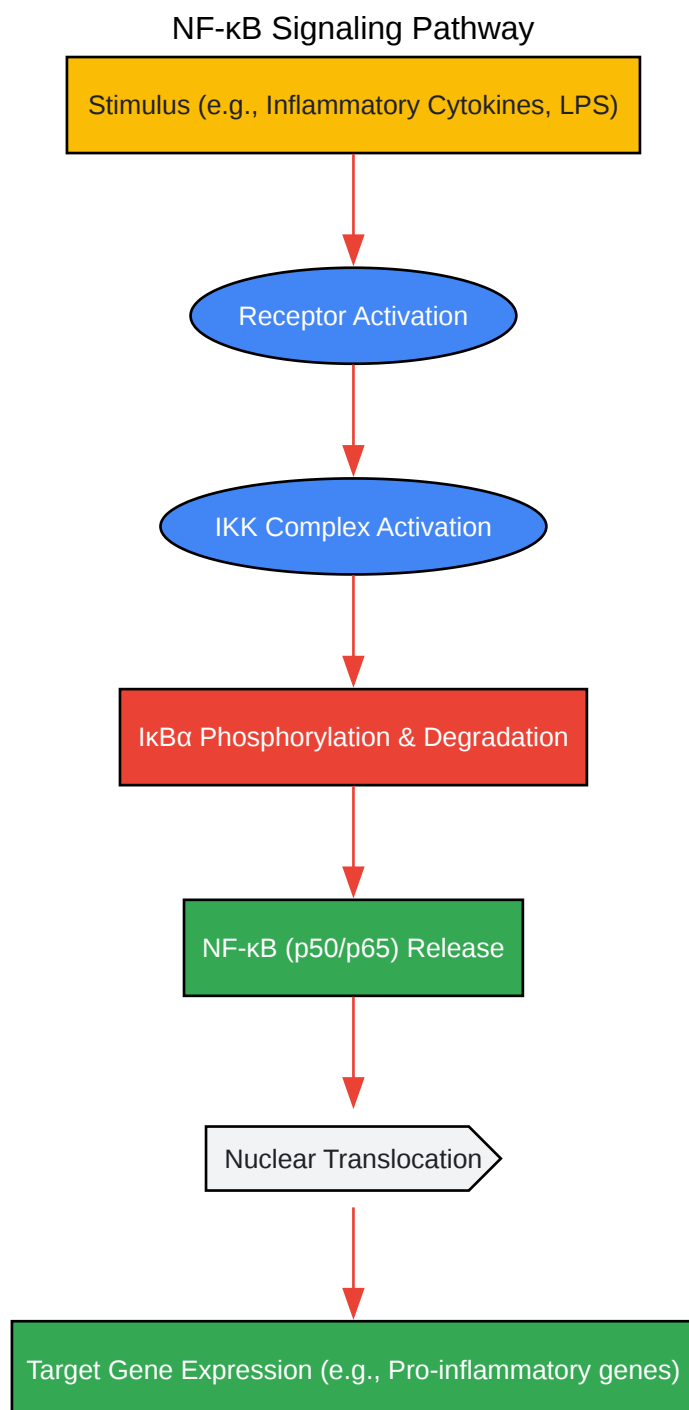 NF-κB Signaling Pathway
Stimulus (e.g., Inflammatory Cytokines, LPS)
Receptor Activation
IKK Complex Activation
IκBα Phosphorylation & Degradation
NF-κB (p50/p65) Release
Nuclear Translocation
Target Gene Expression (e.g., Pro-inflammatory genes)